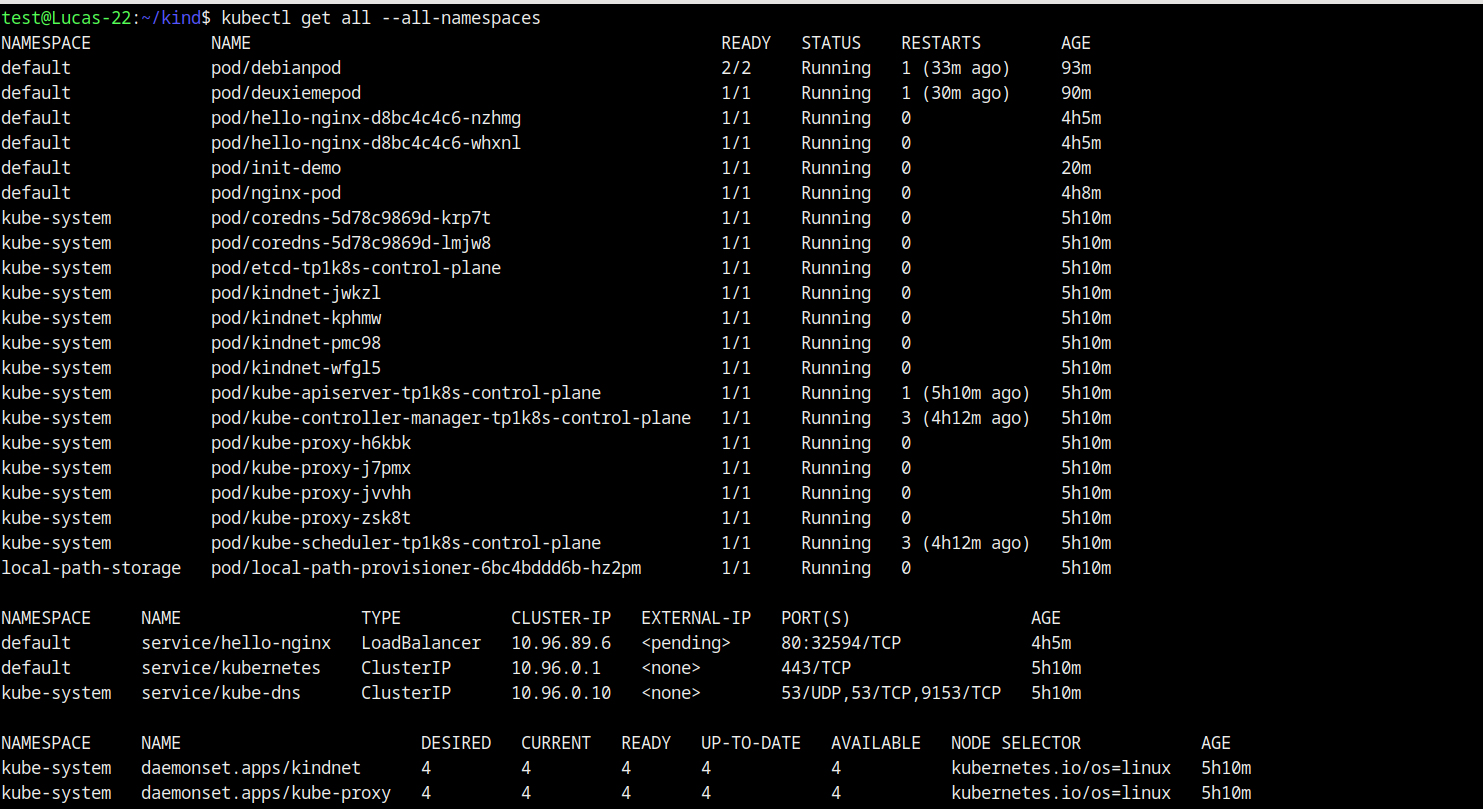 test@Lucas-22:~/kind$ kubectl get all --all-namespaces
NAMESPACE NAME READY STATUS RESTARTS AGE
default pod/debianpod 2/2 Running 1 (33m ago) 93m
default pod/deuxiemepod 1/1 Running 1 (30m ago) 90m
default pod/hello-nginx-d8bc4c4c6-nzhmg 1/1 Running 0 4h5m
default pod/hello-nginx-d8bc4c4c6-whxnl 1/1 Running 0 4h5m
default pod/init-demo 1/1 Running 0 20m
default pod/nginx-pod 1/1 Running 0 4h8m
kube-system pod/coredns-5d78c9869d-krp7t 1/1 Running 0 5h10m
kube-system pod/coredns-5d78c9869d-lmjw8 1/1 Running 0 5h10m
kube-system pod/etcd-tp1k8s-control-plane 1/1 Running 0 5h10m
kube-system pod/kindnet-jwkzl 1/1 Running 0 5h10m
kube-system pod/kindnet-kphmw 1/1 Running 0 5h10m
kube-system pod/kindnet-pmc98 1/1 Running 0 5h10m
kube-system pod/kindnet-wfgl5 1/1 Running 0 5h10m
kube-system pod/kube-apiserver-tp1k8s-control-plane 1/1 Running 1 (5h10m ago) 5h10m
kube-system pod/kube-controller-manager-tp1k8s-control-plane 1/1 Running 3 (4h12m ago) 5h10m
kube-system pod/kube-proxy-h6kbk 1/1 Running 0 5h10m
kube-system pod/kube-proxy-j7pmx 1/1 Running 0 5h10m
kube-system pod/kube-proxy-jvvhh 1/1 Running 0 5h10m
kube-system pod/kube-proxy-zsk8t 1/1 Running 0 5h10m
kube-system pod/kube-scheduler-tp1k8s-control-plane 1/1 Running 3 (4h12m ago) 5h10m
local-path-storage pod/local-path-provisioner-6bc4bddd6b-hz2pm 1/1 Running 0 5h10m
NAMESPACE NAME TYPE CLUSTER-IP EXTERNAL-IP PORT(S) AGE
default service/hello-nginx LoadBalancer 10.96.89.6 <pending> 80:32594/TCP 4h5m
default service/kubernetes ClusterIP 10.96.0.1 <none> 443/TCP 5h10m
kube-system service/kube-dns ClusterIP 10.96.0.10 <none> 53/UDP,53/TCP,9153/TCP 5h10m
NAMESPACE NAME DESIRED CURRENT READY UP-TO-DATE AVAILABLE NODE SELECTOR AGE
kube-system daemonset.apps/kindnet 4 4 4 4 4 kubernetes.io/os=linux 5h10m
kube-system daemonset.apps/kube-proxy 4 4 4 4 4 kubernetes.io/os=linux 5h10m